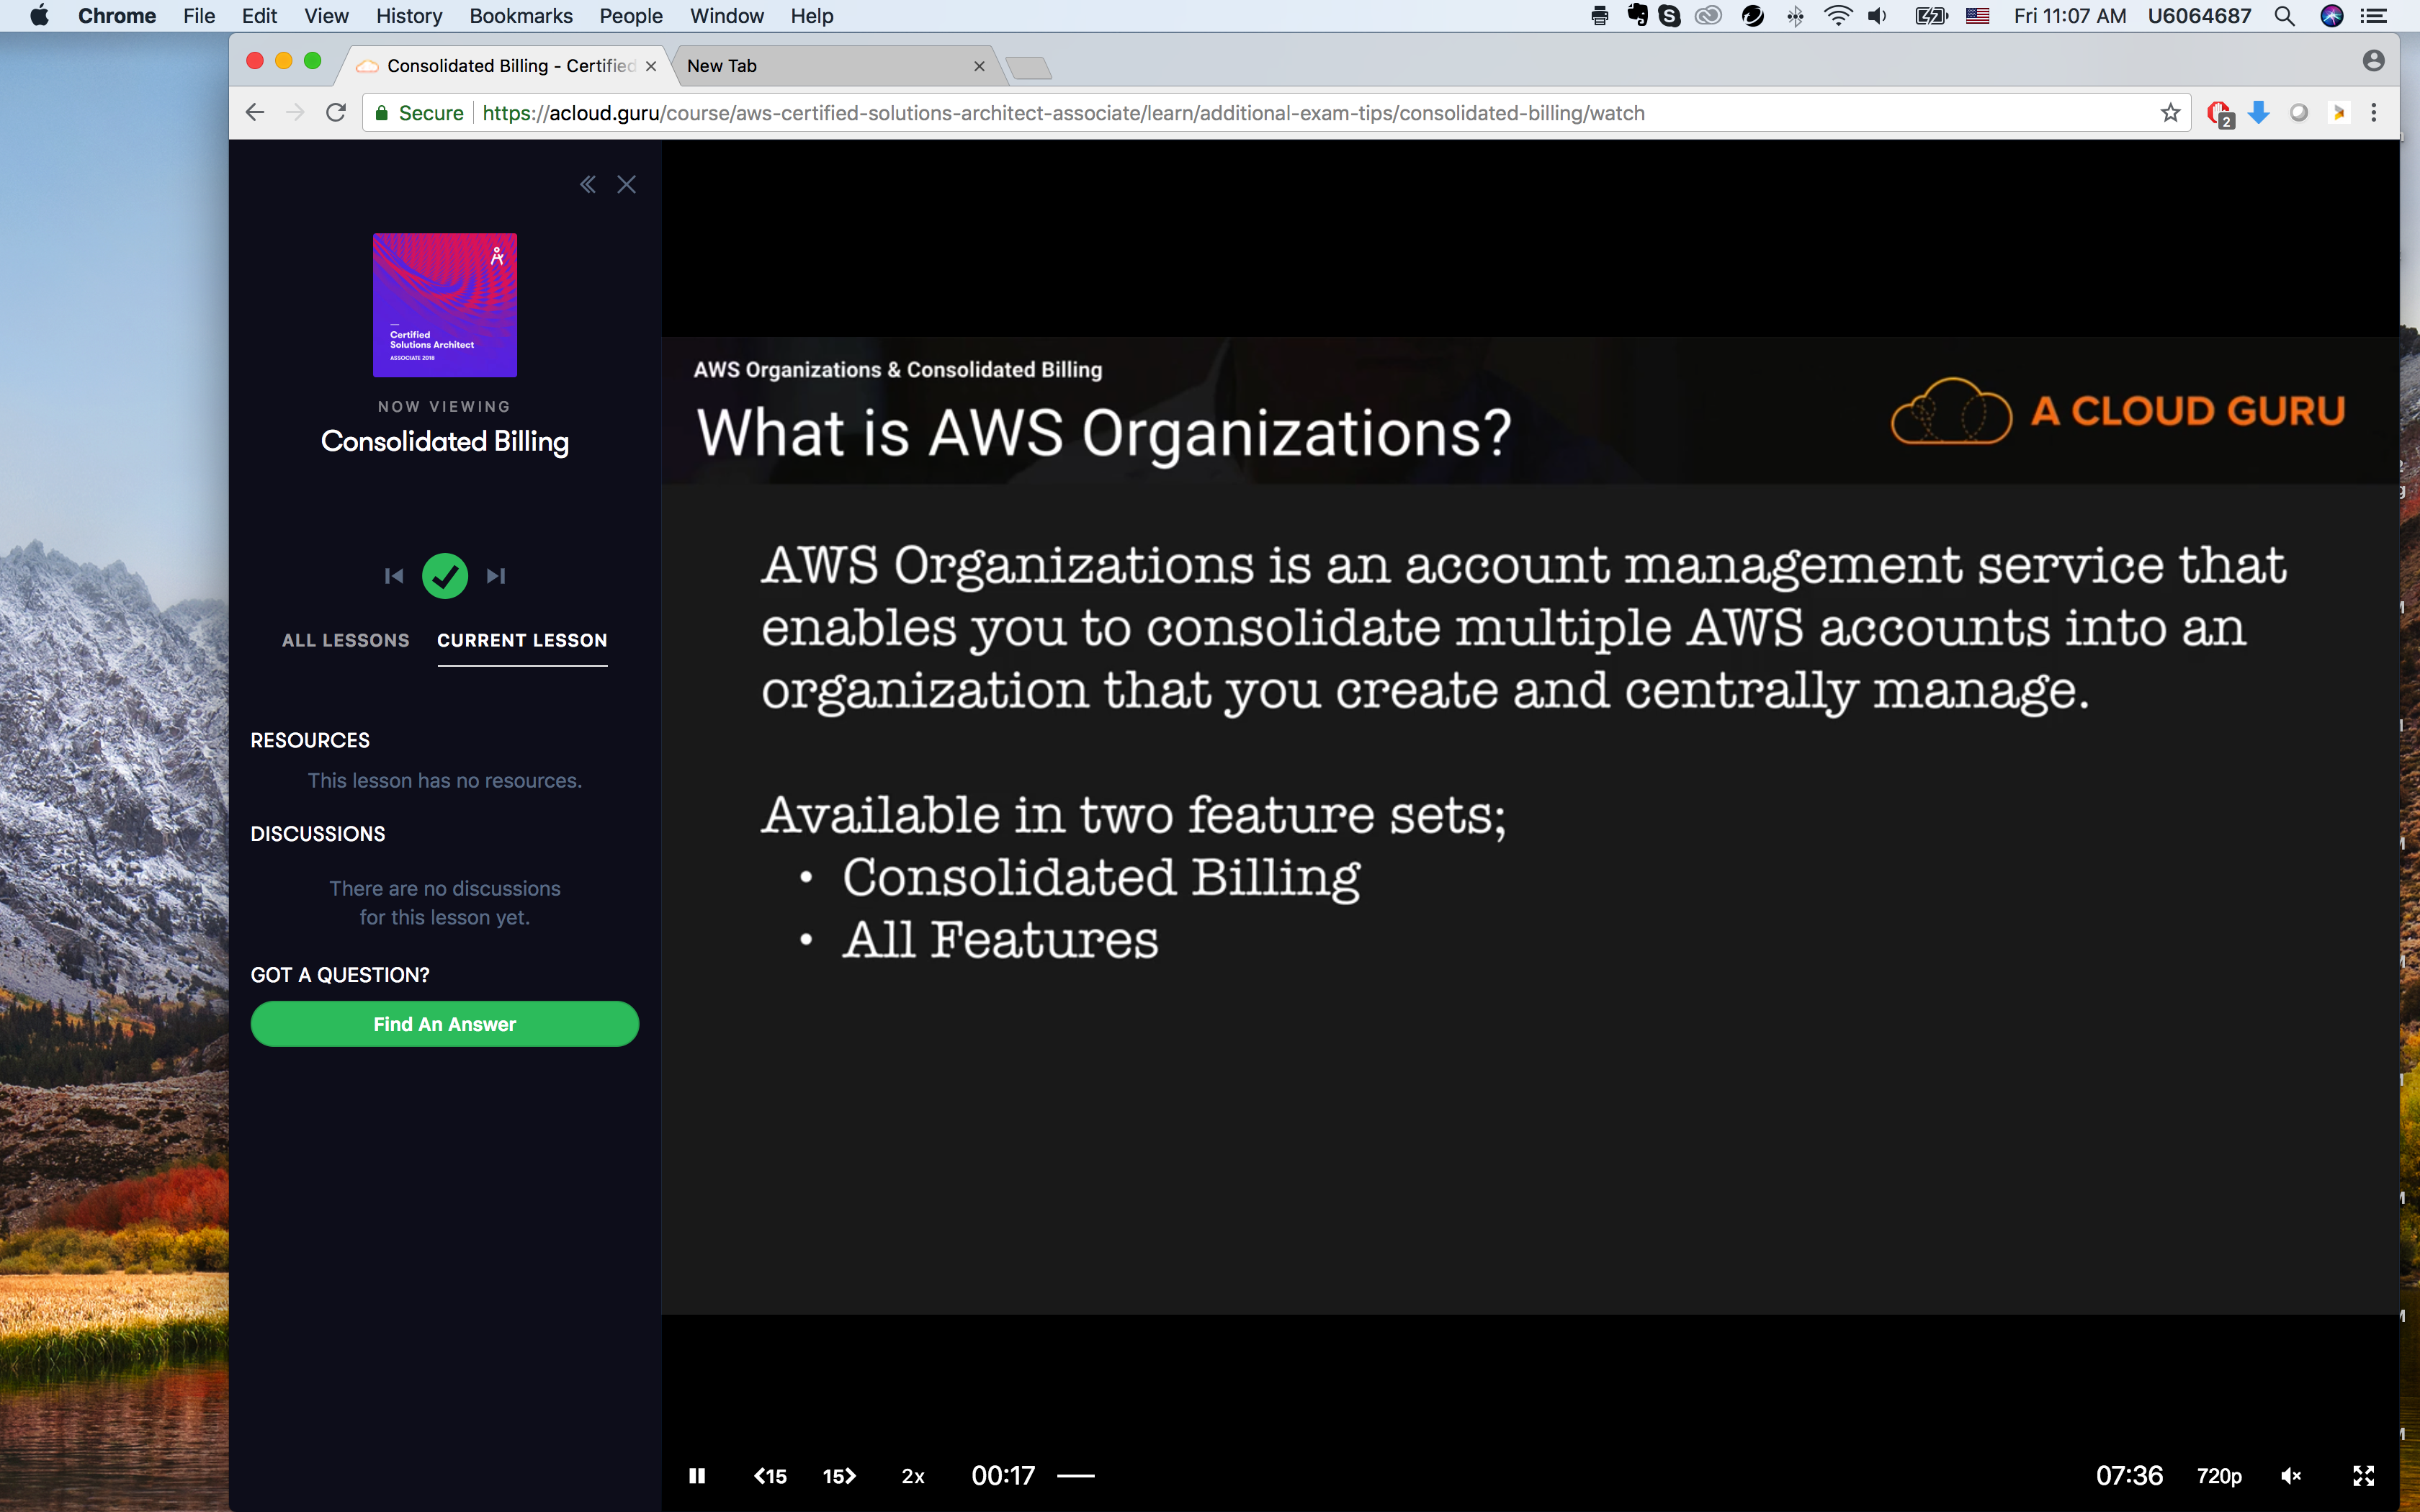 Chrome File Edit View History Bookmarks People Window Help
Fri 11:07 AM U6064687
Consolidated Billing - Certified
New Tab
Secure https://acloud.guru/course/aws-certified-solutions-architect-associate/learn/additional-exam-tips/consolidated-billing/watch
2
Certified
Solutions Architect
ASSOCIATE 2018
NOW VIEWING
Consolidated Billing
ALL LESSONS CURRENT LESSON
RESOURCES
This lesson has no resources.
DISCUSSIONS
There are no discussions
for this lesson yet.
GOT A QUESTION?
Find An Answer
AWS Organizations & Consolidated Billing
What is AWS Organizations?
A CLOUD GURU
AWS Organizations is an account management service that
enables you to consolidate multiple AWS accounts into an
organization that you create and centrally manage.
Available in two feature sets;
• Consolidated Billing
• All Features
<15 15> 2x 00:17 07:36 720p